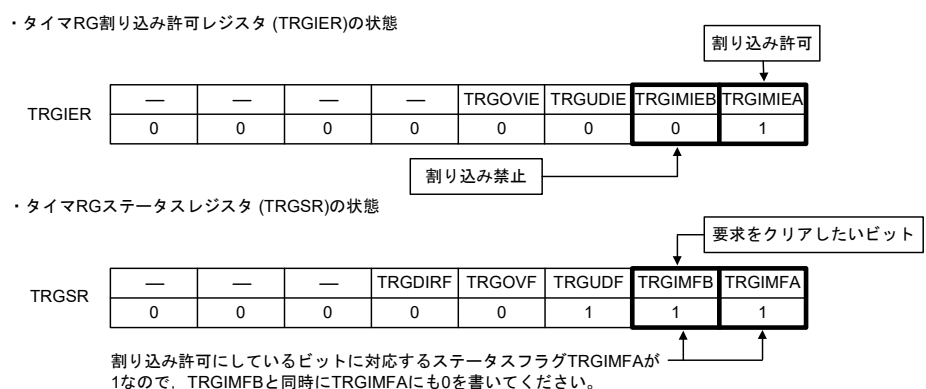 ・タイマRG割り込み許可レジスタ (TRGIER)の状態
割り込み許可
TRGIER
— — — — TRGOVIE TRGUDIE TRGIMIEB TRGIMIEA
0 0 0 0 0 0 0 1
割り込み禁止
・タイマRGステータスレジスタ (TRGSR)の状態
要求をクリアしたいビット
TRGSR
— — — TRGDIRF TRGOVF TRGUDF TRGIMFB TRGIMFA
0 0 0 0 0 1 1 1
割り込み許可にしているビットに対応するステータスフラグTRGIMFAが
1なので，TRGIMFBと同時にTRGIMFAにも0を書いてください。